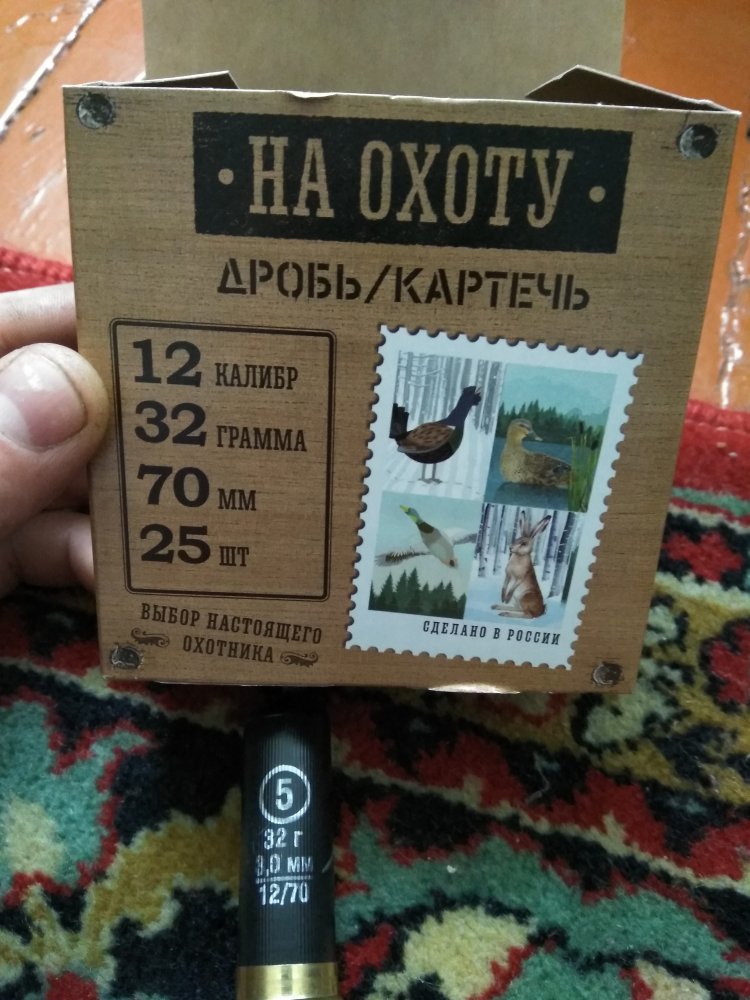 • НА ОХОТУ •
ДРОБЬ/КАРТЕЧЬ
12 КАЛИБР
32 ГРАММА
70 ММ
25 ШТ
ВЫБОР НАСТОЯЩЕГО
ОХОТНИКА
СДЕЛАНО В РОССИИ
5
32 г
3,0 мм
12/70